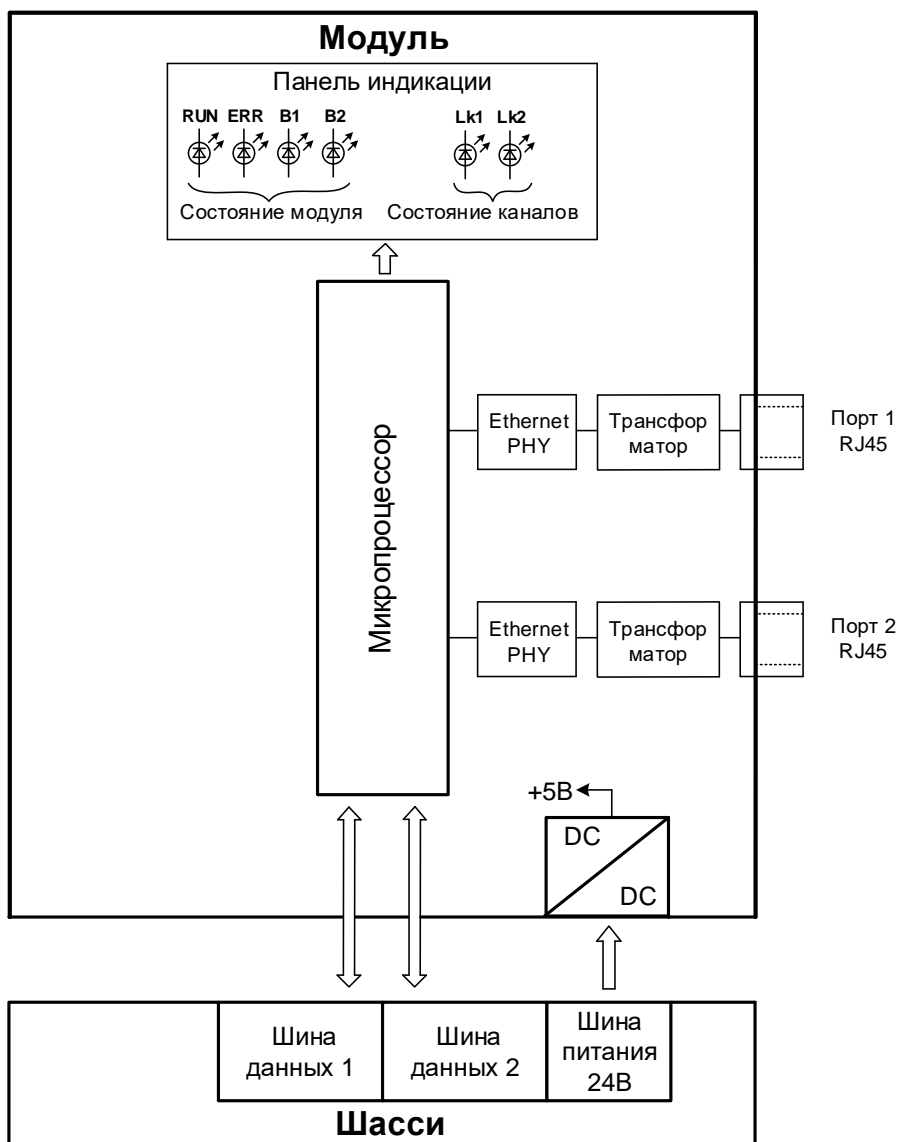 Модуль
Панель индикации
RUN ERR B1 B2 Lk1 Lk2
Состояние модуля Состояние каналов
Микропроцессор
Ethernet
PHY
Трансфор
матор
Порт 1
RJ45
Ethernet
PHY
Трансфор
матор
Порт 2
RJ45
+5В
DC
DC
Шина
данных 1
Шина
данных 2
Шина
питания
24В
Шасси